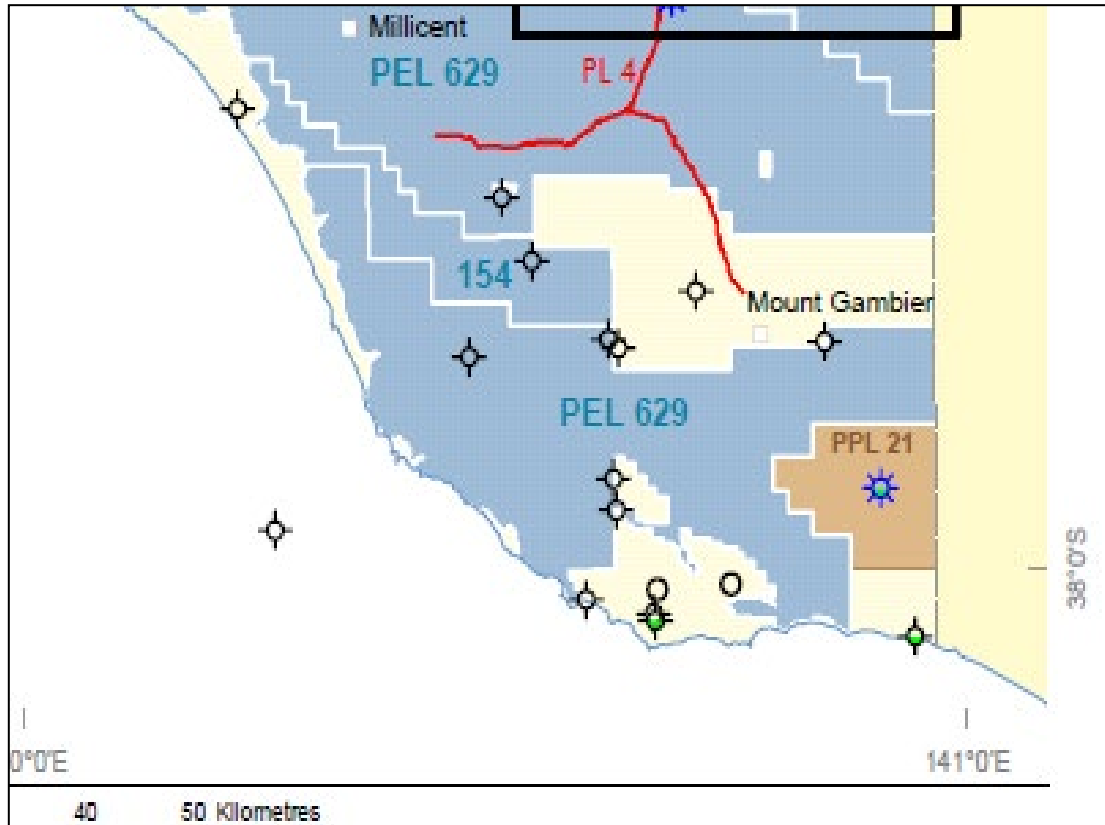 Millicent
PEL 629
PL 4
154
Mount Gambier
PEL 629
PPL 21
38°0'S
0°0'E
141°0'E
40 50 Kilometres